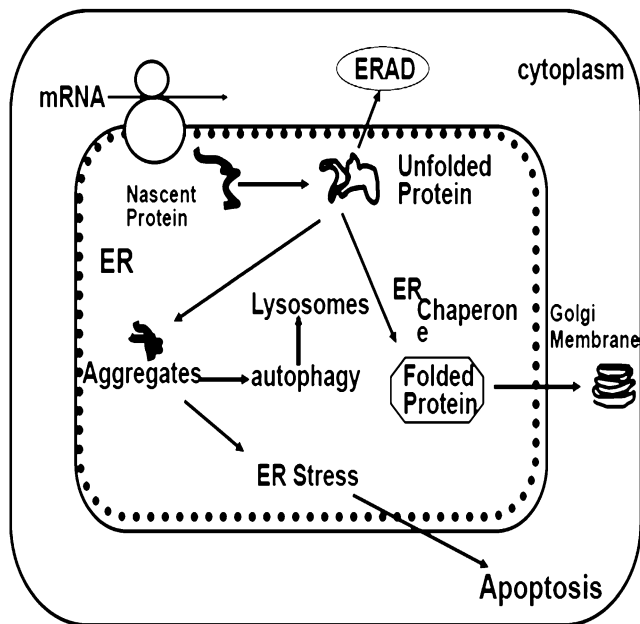 ERAD
cytoplasm
mRNA
Unfolded
Protein
Nascent
Protein
ER
ER
Chaperon
e
Lysosomes
Golgi
Membrane
Aggregates
autophagy
Folded
Protein
ER Stress
Apoptosis